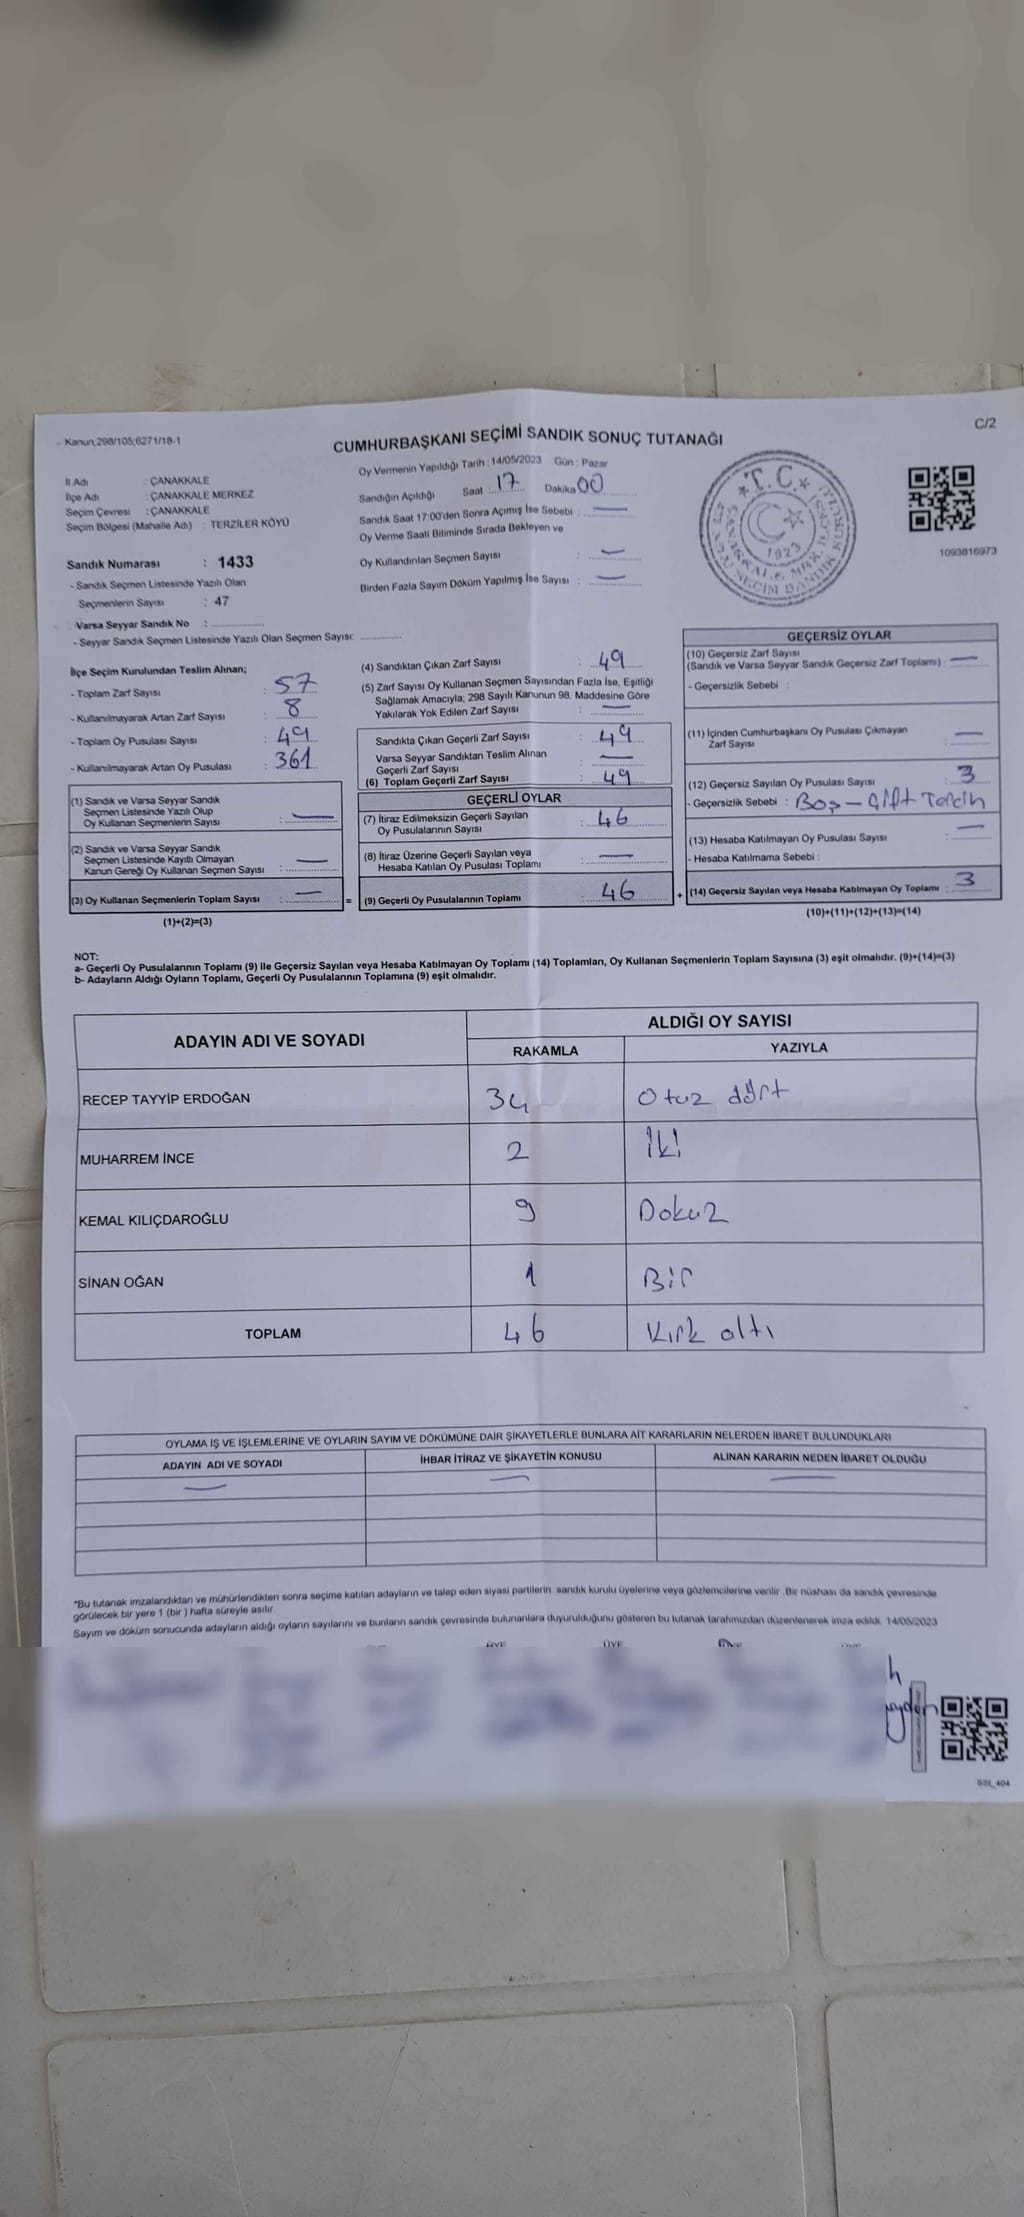 Kanun,298/105,6271/18-1
C/2
CUMHURBAŞKANI SEÇİMİ SANDIK SONUÇ TUTANAĞI
İl Adı : ÇANAKKALE
İlçe Adı : ÇANAKKALE MERKEZ
Seçim Çevresi : ÇANAKKALE
Seçim Bölgesi (Mahalle Adı) : TERZİLER KÖYÜ
Sandık Numarası : 1433
- Sandık Seçmen Listesinde Yazılı Olan
Seçmenlerin Sayısı : 47
Varsa Seyyar Sandık No :
- Seyyar Sandık Seçmen Listesinde Yazılı Olan Seçmen Sayısı:
Oy Vermenin Yapıldığı Tarih : 14/05/2023 Gün : Pazar
Sandığın Açıldığı Saat : 17 Dakika 00
Sandık Saat 17:00'den Sonra Açımış İse Sebebi : —
Oy Verme Saati Bitiminde Sırada Bekleyen ve
Oy Kullandırılan Seçmen Sayısı : —
Birden Fazla Sayım Döküm Yapılmış İse Sayısı : —
T.C.
1923
1093816973
İlçe Seçim Kurulundan Teslim Alınan;
- Toplam Zarf Sayısı : 57
- Kullanılmayarak Artan Zarf Sayısı : 8
- Toplam Oy Pusulası Sayısı : 49
- Kullanılmayarak Artan Oy Pusulası : 361
(1) Sandık ve Varsa Seyyar Sandık
Seçmen Listesinde Yazılı Olup
Oy Kullanan Seçmenlerin Sayısı : —
(2) Sandık ve Varsa Seyyar Sandık
Seçmen Listesinde Kayıtlı Olmayan
Kanun Gereği Oy Kullanan Seçmen Sayısı : —
(3) Oy Kullanan Seçmenlerin Toplam Sayısı : — =
(1)+(2)=(3)
(4) Sandıktan Çıkan Zarf Sayısı : 49
(5) Zarf Sayısı Oy Kullanan Seçmen Sayısından Fazla İse, Eşitliği
Sağlamak Amacıyla; 298 Sayılı Kanunun 98. Maddesine Göre
Yakılarak Yok Edilen Zarf Sayısı : —
Sandıkta Çıkan Geçerli Zarf Sayısı : 49
Varsa Seyyar Sandıktan Teslim Alınan
Geçerli Zarf Sayısı : —
(6) Toplam Geçerli Zarf Sayısı : 49
GEÇERLİ OYLAR
(7) İtiraz Edilmeksizin Geçerli Sayılan
Oy Pusulalarının Sayısı : 46
(8) İtiraz Üzerine Geçerli Sayılan veya
Hesaba Katılan Oy Pusulası Toplamı : —
(9) Geçerli Oy Pusulalarının Toplamı : 46 +
GEÇERSİZ OYLAR
(10) Geçersiz Zarf Sayısı
(Sandık ve Varsa Seyyar Sandık Geçersiz Zarf Toplamı) : —
- Geçersizlik Sebebi :
(11) İçinden Cumhurbaşkanı Oy Pusulası Çıkmayan
Zarf Sayısı : —
(12) Geçersiz Sayılan Oy Pusulası Sayısı : 3
- Geçersizlik Sebebi : Boş - Çift Tercih
(13) Hesaba Katılmayan Oy Pusulası Sayısı : —
- Hesaba Katılmama Sebebi :
(14) Geçersiz Sayılan veya Hesaba Katılmayan Oy Toplamı : 3
(10)+(11)+(12)+(13)=(14)
NOT:
a- Geçerli Oy Pusulalarının Toplamı (9) ile Geçersiz Sayılan veya Hesaba Katılmayan Oy Toplamı (14) Toplamları, Oy Kullanan Seçmenlerin Toplam Sayısına (3) eşit olmalıdır. (9)+(14)=(3)
b- Adayların Aldığı Oyların Toplamı, Geçerli Oy Pusulalarının Toplamına (9) eşit olmalıdır.
ADAYIN ADI VE SOYADI ALDIĞI OY SAYISI
RAKAMLA YAZIYLA
RECEP TAYYİP ERDOĞAN 34 Otuz dört
MUHARREM İNCE 2 İki
KEMAL KILIÇDAROĞLU 9 Dokuz
SİNAN OĞAN 1 Bir
TOPLAM 46 Kırk altı
OYLAMA İŞ VE İŞLEMLERİNE VE OYLARIN SAYIM VE DÖKÜMÜNE DAİR ŞİKAYETLERLE BUNLARA AİT KARARLARIN NELERDEN İBARET BULUNDUKLARI
ADAYIN ADI VE SOYADI İHBAR İTİRAZ VE ŞİKAYETİN KONUSU ALINAN KARARIN NEDEN İBARET OLDUĞU
— — —
*Bu tutanak imzalandıktan ve mühürlendikten sonra seçime katılan adayların ve talep eden siyasi partilerin sandık kurulu üyelerine veya gözlemcilerine verilir. Bir nüshası da sandık çevresinde
görülecek bir yere 1 (bir ) hafta süreyle asılır.
Sayım ve döküm sonucunda adayların aldığı oyların sayılarını ve bunların sandık çevresinde bulunanlara duyurulduğunu gösteren bu tutanak tarafımızdan düzenlenerek imza edildi. 14/05/2023
ÜYE ÜYE